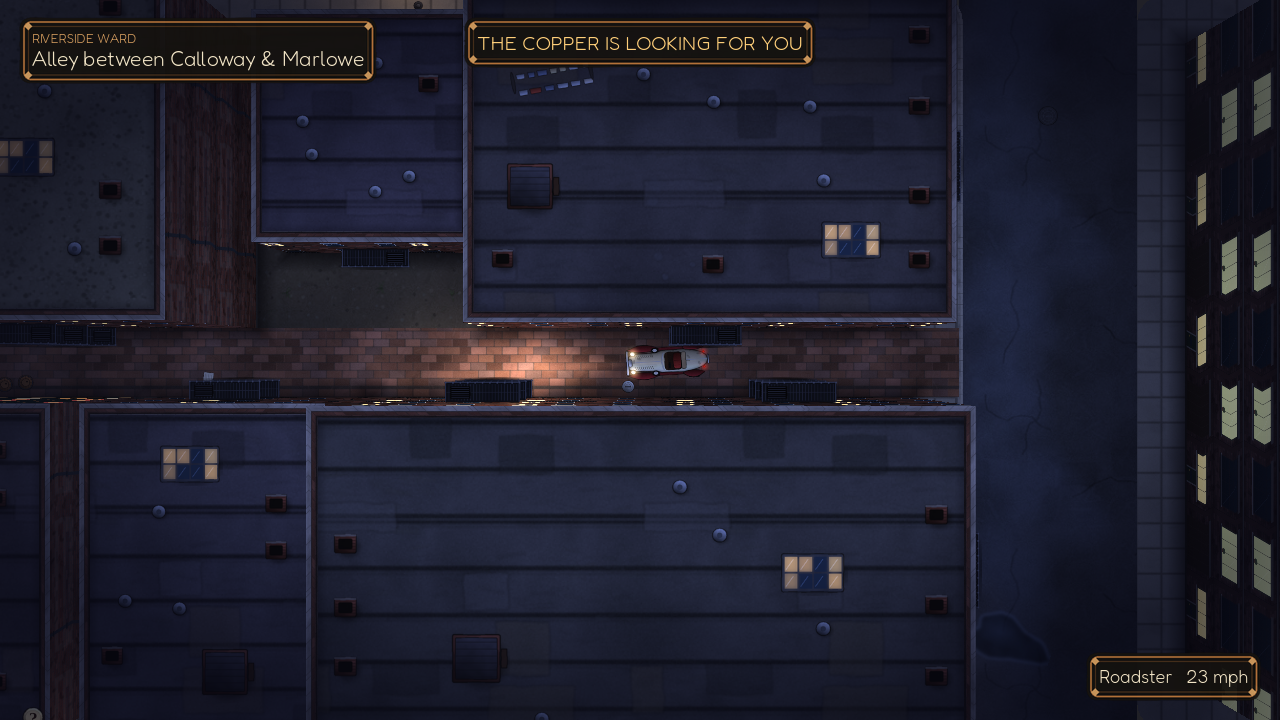 RIVERSIDE WARD
Alley between Calloway & Marlowe
THE COPPER IS LOOKING FOR YOU
Roadster 23 mph
?